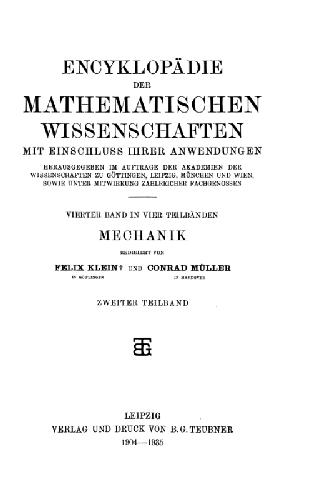 ENCYKLOPÄDIE
DER
MATHEMATISCHEN
WISSENSCHAFTEN
MIT EINSCHLUSS IHRER ANWENDUNGEN
HERAUSGEGEBEN IM AUFTRAGE DER AKADEMIEN DER
WISSENSCHAFTEN ZU GÖTTINGEN, LEIPZIG, MÜNCHEN UND WIEN,
SOWIE UNTER MITWIRKUNG ZAHLREICHER FACHGENOSSEN
VIERTER BAND IN VIER TEILBÄNDEN
MECHANIK
REDIGIERT VON
FELIX KLEIN† UND CONRAD MÜLLER
IN GÖTTINGEN IN HANNOVER
ZWEITER TEILBAND
BGT
LEIPZIG
VERLAG UND DRUCK VON B. G. TEUBNER
1904—1935